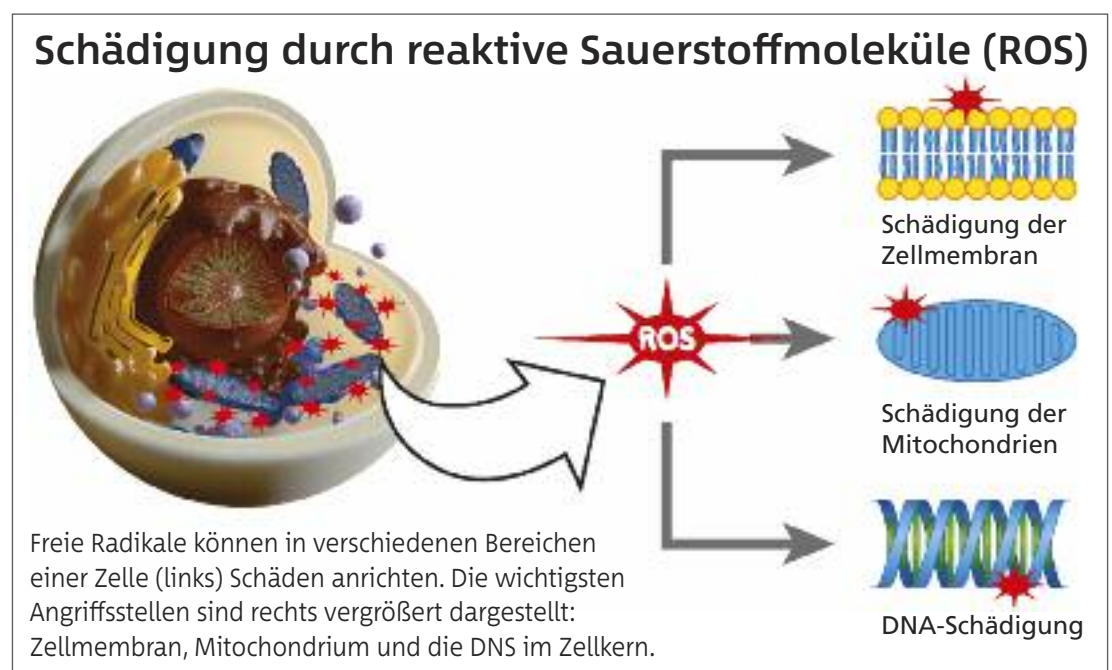 Schädigung durch reaktive Sauerstoffmoleküle (ROS)
Schädigung der
Zellmembran
ROS
Schädigung der
Mitochondrien
DNA-Schädigung
Freie Radikale können in verschiedenen Bereichen
einer Zelle (links) Schäden anrichten. Die wichtigsten
Angriffsstellen sind rechts vergrößert dargestellt:
Zellmembran, Mitochondrium und die DNS im Zellkern.